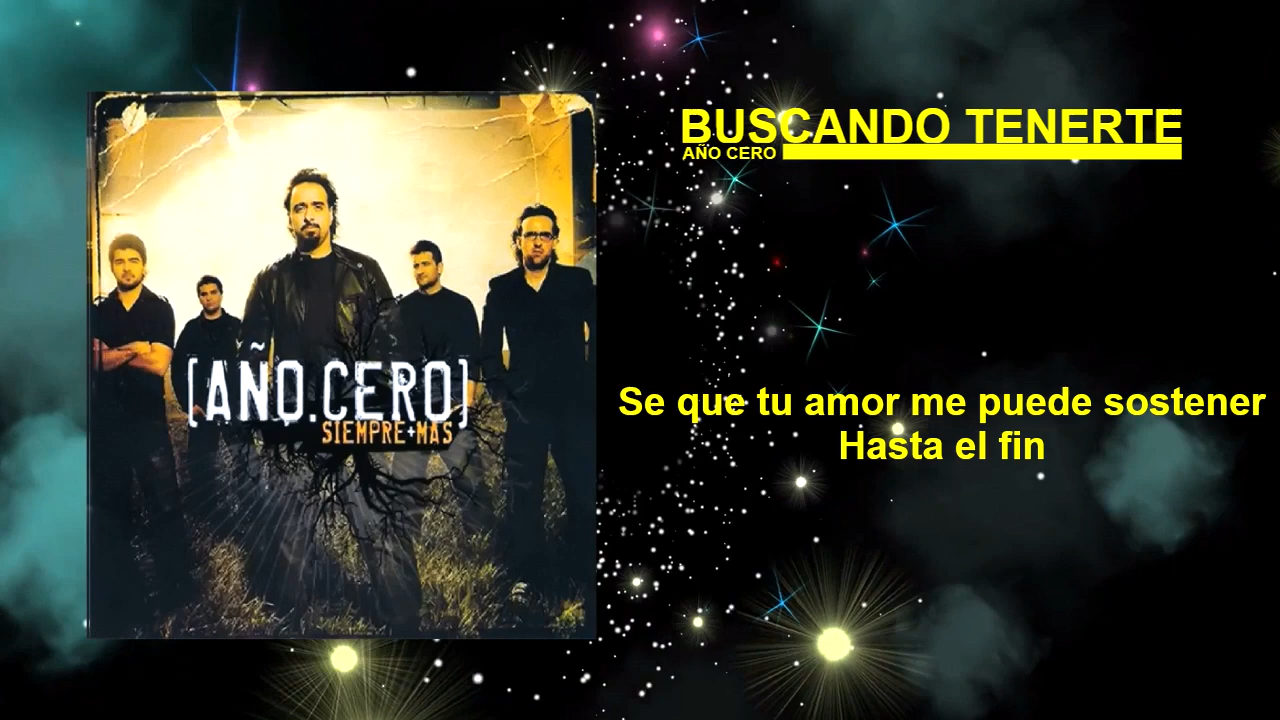 BUSCANDO TENERTE
AÑO CERO
[AÑO.CERO]
SIEMPRE+MAS
Se que tu amor me puede sostener
Hasta el fin